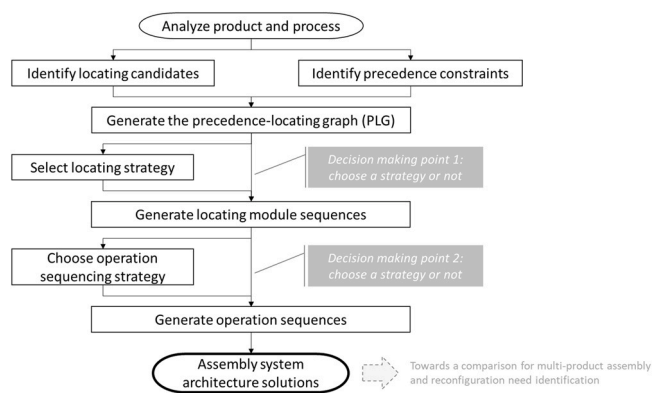 Analyze product and process
Identify locating candidates
Identify precedence constraints
Generate the precedence-locating graph (PLG)
Select locating strategy
Decision making point 1:
choose a strategy or not
Generate locating module sequences
Choose operation
sequencing strategy
Decision making point 2:
choose a strategy or not
Generate operation sequences
Assembly system
architecture solutions
Towards a comparison for multi-product assembly
and reconfiguration need identification